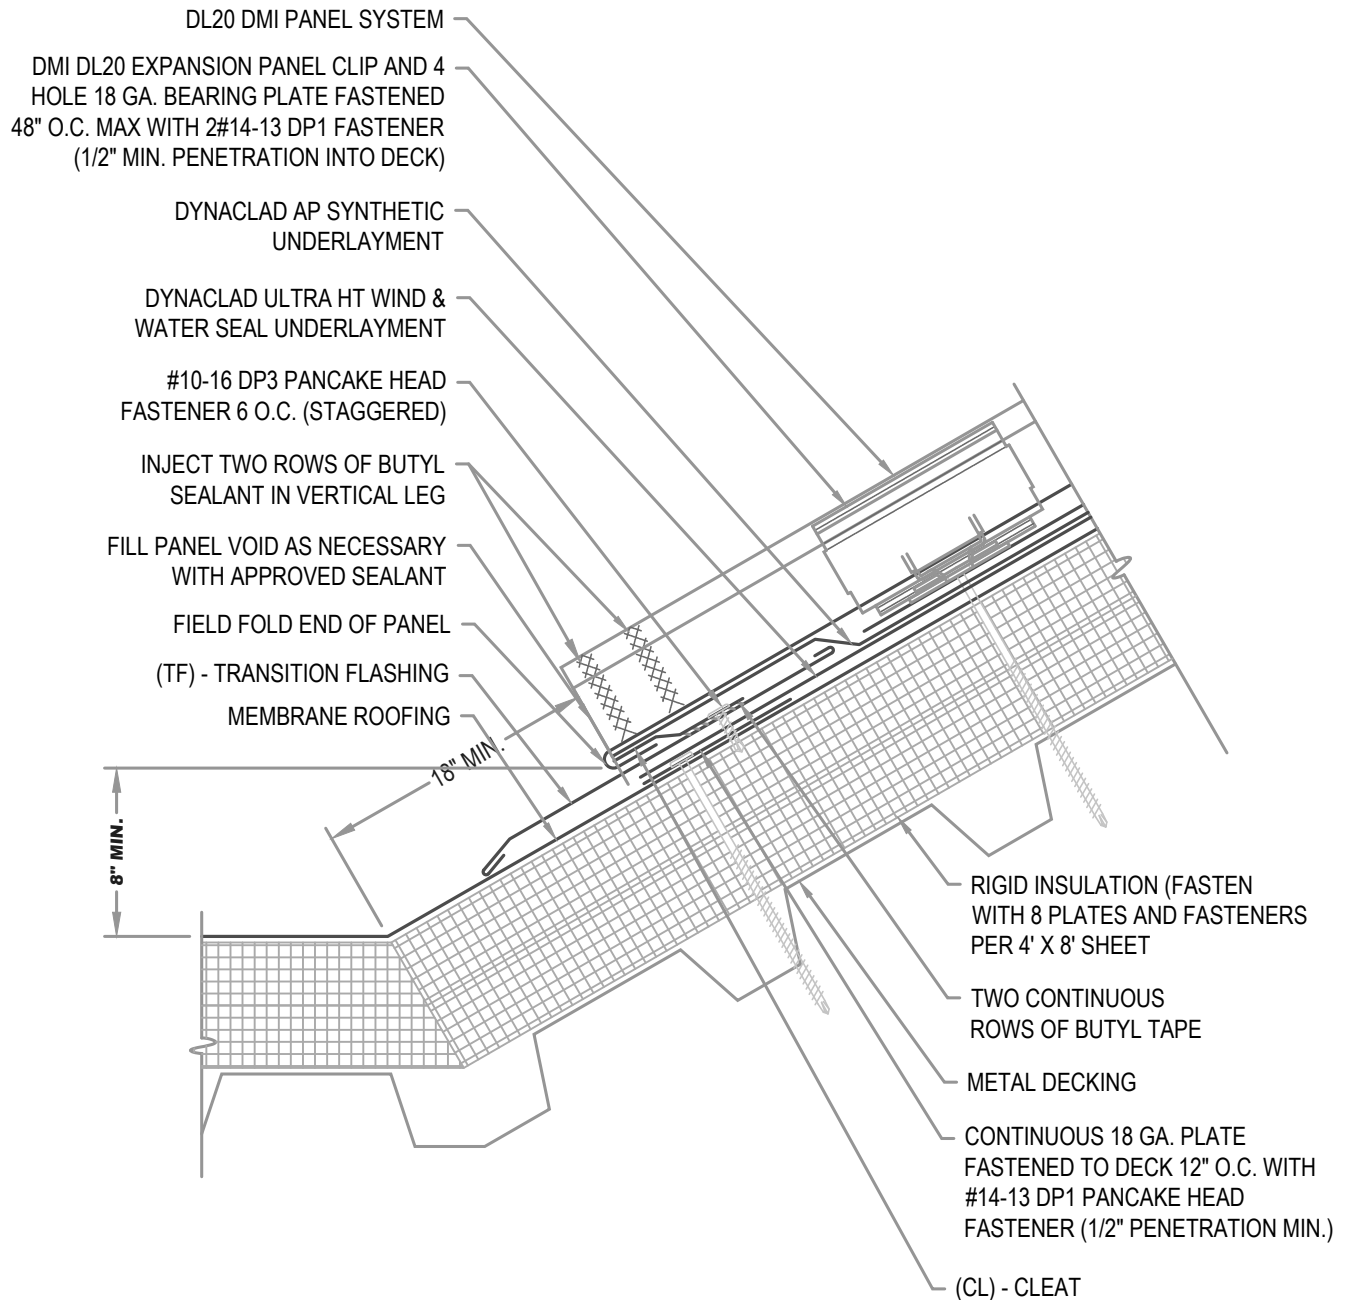 DL20 DMI PANEL SYSTEM
DMI DL20 EXPANSION PANEL CLIP AND 4
HOLE 18 GA. BEARING PLATE FASTENED
48" O.C. MAX WITH 2#14-13 DP1 FASTENER
(1/2" MIN. PENETRATION INTO DECK)
DYNACLAD AP SYNTHETIC
UNDERLAYMENT
DYNACLAD ULTRA HT WIND &
WATER SEAL UNDERLAYMENT
#10-16 DP3 PANCAKE HEAD
FASTENER 6 O.C. (STAGGERED)
INJECT TWO ROWS OF BUTYL
SEALANT IN VERTICAL LEG
FILL PANEL VOID AS NECESSARY
WITH APPROVED SEALANT
FIELD FOLD END OF PANEL
(TF) - TRANSITION FLASHING
MEMBRANE ROOFING
18" MIN.
8" MIN.
RIGID INSULATION (FASTEN
WITH 8 PLATES AND FASTENERS
PER 4' X 8' SHEET
TWO CONTINUOUS
ROWS OF BUTYL TAPE
METAL DECKING
CONTINUOUS 18 GA. PLATE
FASTENED TO DECK 12" O.C. WITH
#14-13 DP1 PANCAKE HEAD
FASTENER (1/2" PENETRATION MIN.)
(CL) - CLEAT